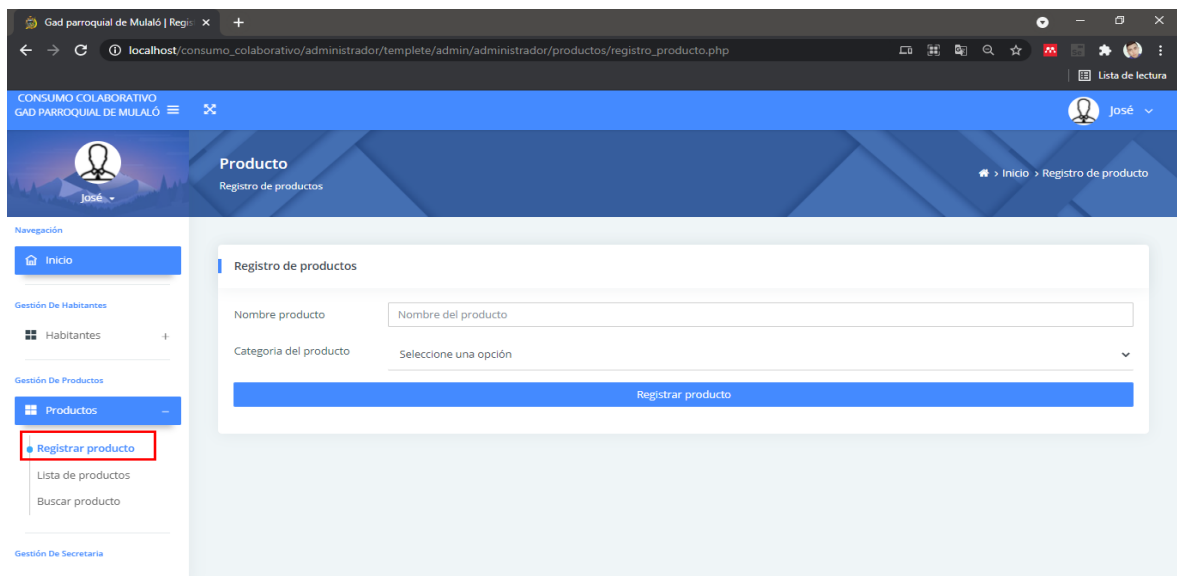 Gad parroquial de Mulaló | Regis
localhost/consumo_colaborativo/administrador/templete/admin/administrador/productos/registro_producto.php
Lista de lectura
CONSUMO COLABORATIVO
GAD PARROQUIAL DE MULALÓ
José
José
Producto
Registro de productos
> Inicio > Registro de producto
Navegación
Inicio
Gestión De Habitantes
Habitantes +
Gestión De Productos
Productos –
Registrar producto
Lista de productos
Buscar producto
Gestión De Secretaria
Registro de productos
Nombre producto
Nombre del producto
Categoria del producto
Seleccione una opción
Registrar producto